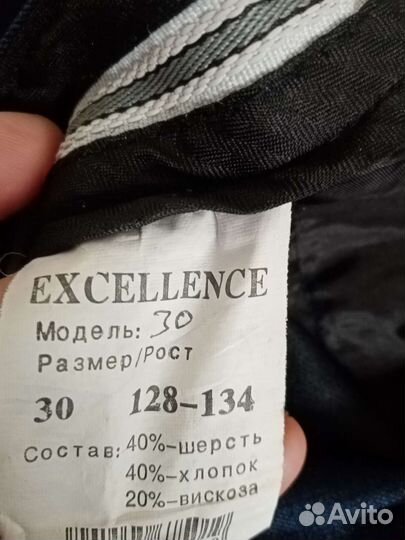 EXCELLENCE
Модель: 30
Размер/Рост
30 128-134
Состав: 40%-шерсть
40%-хлопок
20%-вискоза
Avito